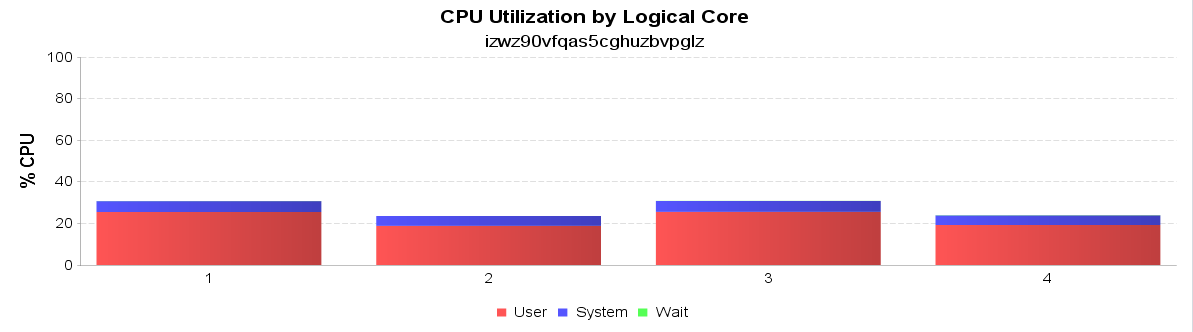 CPU Utilization by Logical Core
izwz90vfqas5cghuzbvpglz
100
80
60
40
20
0
% CPU
1 2 3 4
User System Wait